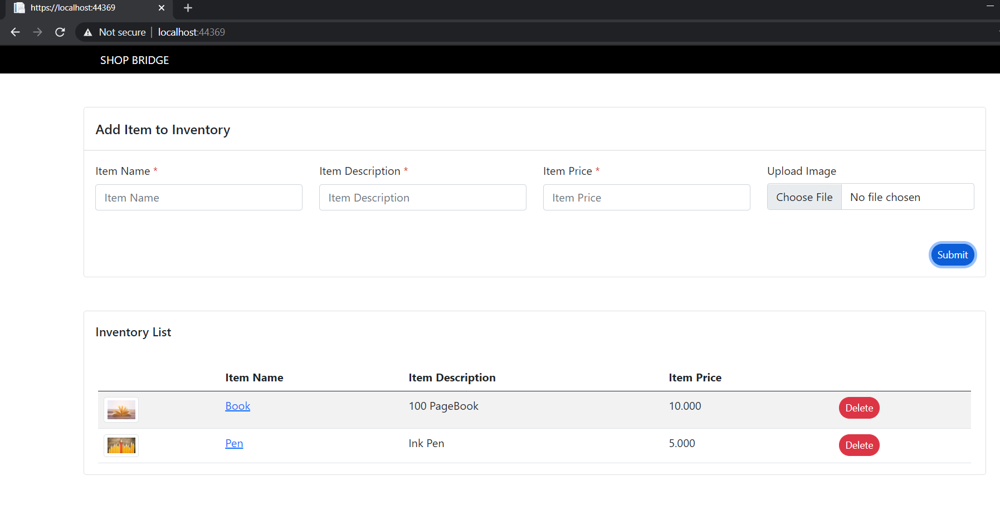 https://localhost:44369
Not secure | localhost:44369
SHOP BRIDGE
Add Item to Inventory
Item Name * Item Description * Item Price * Upload Image
Item Name Item Description Item Price Choose File No file chosen
Submit
Inventory List
Item Name Item Description Item Price
Book 100 PageBook 10.000 Delete
Pen Ink Pen 5.000 Delete